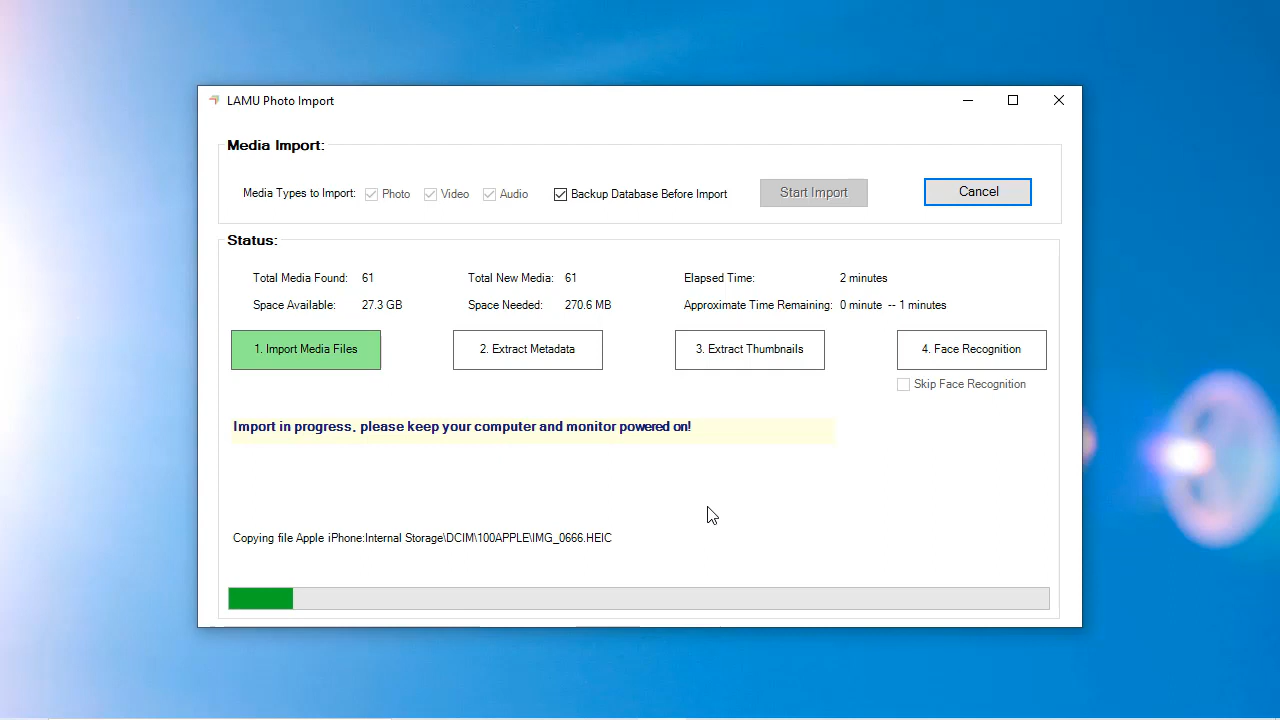 LAMU Photo Import
Media Import:
Media Types to Import: Photo Video Audio Backup Database Before Import Start Import Cancel
Status:
Total Media Found: 61 Total New Media: 61 Elapsed Time: 2 minutes
Space Available: 27.3 GB Space Needed: 270.6 MB Approximate Time Remaining: 0 minute -- 1 minutes
1. Import Media Files 2. Extract Metadata 3. Extract Thumbnails 4. Face Recognition
Skip Face Recognition
Import in progress, please keep your computer and monitor powered on!
Copying file Apple iPhone:Internal Storage\DCIM\100APPLE\IMG_0666.HEIC